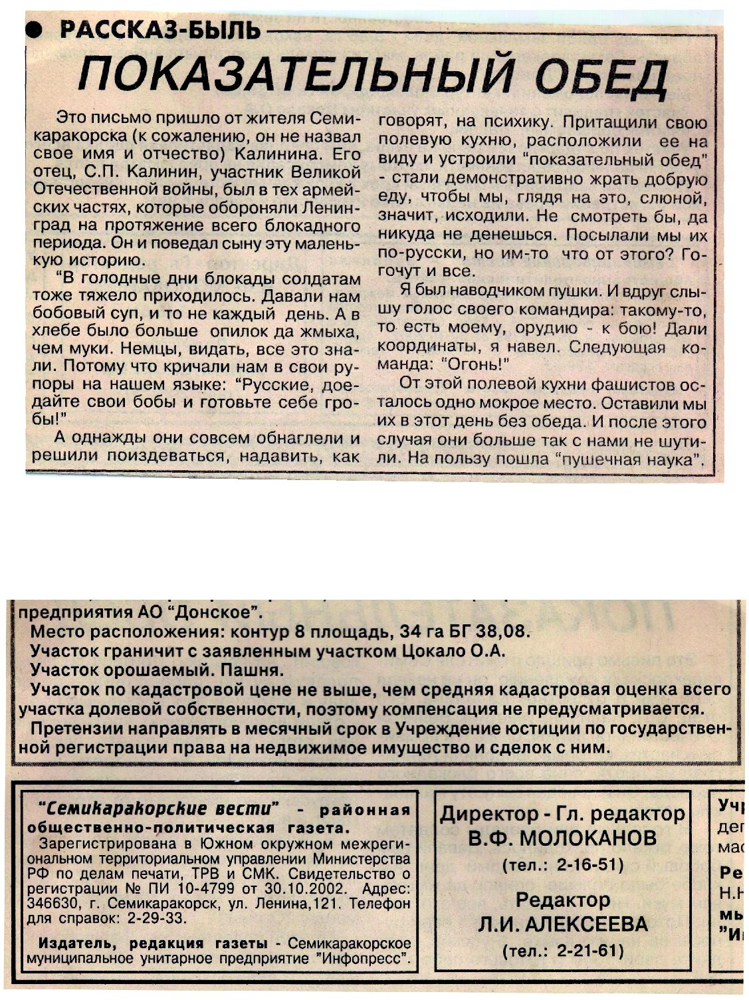 ● РАССКАЗ-БЫЛЬ
ПОКАЗАТЕЛЬНЫЙ ОБЕД
Это письмо пришло от жителя Семи-
каракорска (к сожалению, он не назвал
свое имя и отчество) Калинина. Его
отец, С.П. Калинин, участник Великой
Отечественной войны, был в тех армей-
ских частях, которые обороняли Ленин-
град на протяжение всего блокадного
периода. Он и поведал сыну эту малень-
кую историю.
"В голодные дни блокады солдатам
тоже тяжело приходилось. Давали нам
бобовый суп, и то не каждый день. А в
хлебе было больше опилок да жмыха,
чем муки. Немцы, видать, все это зна-
ли. Потому что кричали нам в свои ру-
поры на нашем языке: "Русские, дое-
дайте свои бобы и готовьте себе гро-
бы!"
А однажды они совсем обнаглели и
решили поиздеваться, надавить, как
говорят, на психику. Притащили свою
полевую кухню, расположили ее на
виду и устроили "показательный обед"
- стали демонстративно жрать добрую
еду, чтобы мы, глядя на это, слюной,
значит, исходили. Не смотреть бы, да
никуда не денешься. Посылали мы их
по-русски, но им-то что от этого? Го-
гочут и все.
Я был наводчиком пушки. И вдруг слы-
шу голос своего командира: такому-то,
то есть моему, орудию - к бою! Дали
координаты, я навел. Следующая ко-
манда: "Огонь!"
От этой полевой кухни фашистов ос-
талось одно мокрое место. Оставили мы
их в этот день без обеда. И после этого
случая они больше так с нами не шути-
ли. На пользу пошла "пушечная наука".
предприятия АО "Донское".
Место расположения: контур 8 площадь, 34 га БГ 38,08.
Участок граничит с заявленным участком Цокало О.А.
Участок орошаемый. Пашня.
Участок по кадастровой цене не выше, чем средняя кадастровая оценка всего
участка долевой собственности, поэтому компенсация не предусматривается.
Претензии направлять в месячный срок в Учреждение юстиции по государствен-
ной регистрации права на недвижимое имущество и сделок с ним.
"Семикаракорские вести" - районная
общественно-политическая газета.
Зарегистрирована в Южном окружном межреги-
ональном территориальном управлении Министерства
РФ по делам печати, ТРВ и СМК. Свидетельство о
регистрации № ПИ 10-4799 от 30.10.2002. Адрес:
346630, г. Семикаракорск, ул. Ленина,121. Телефон
для справок: 2-29-33.
Издатель, редакция газеты - Семикаракорское
муниципальное унитарное предприятие "Инфопресс".
Директор - Гл. редактор
В.Ф. МОЛОКАНОВ
(тел.: 2-16-51)
Редактор
Л.И. АЛЕКСЕЕВА
(тел.: 2-21-61)